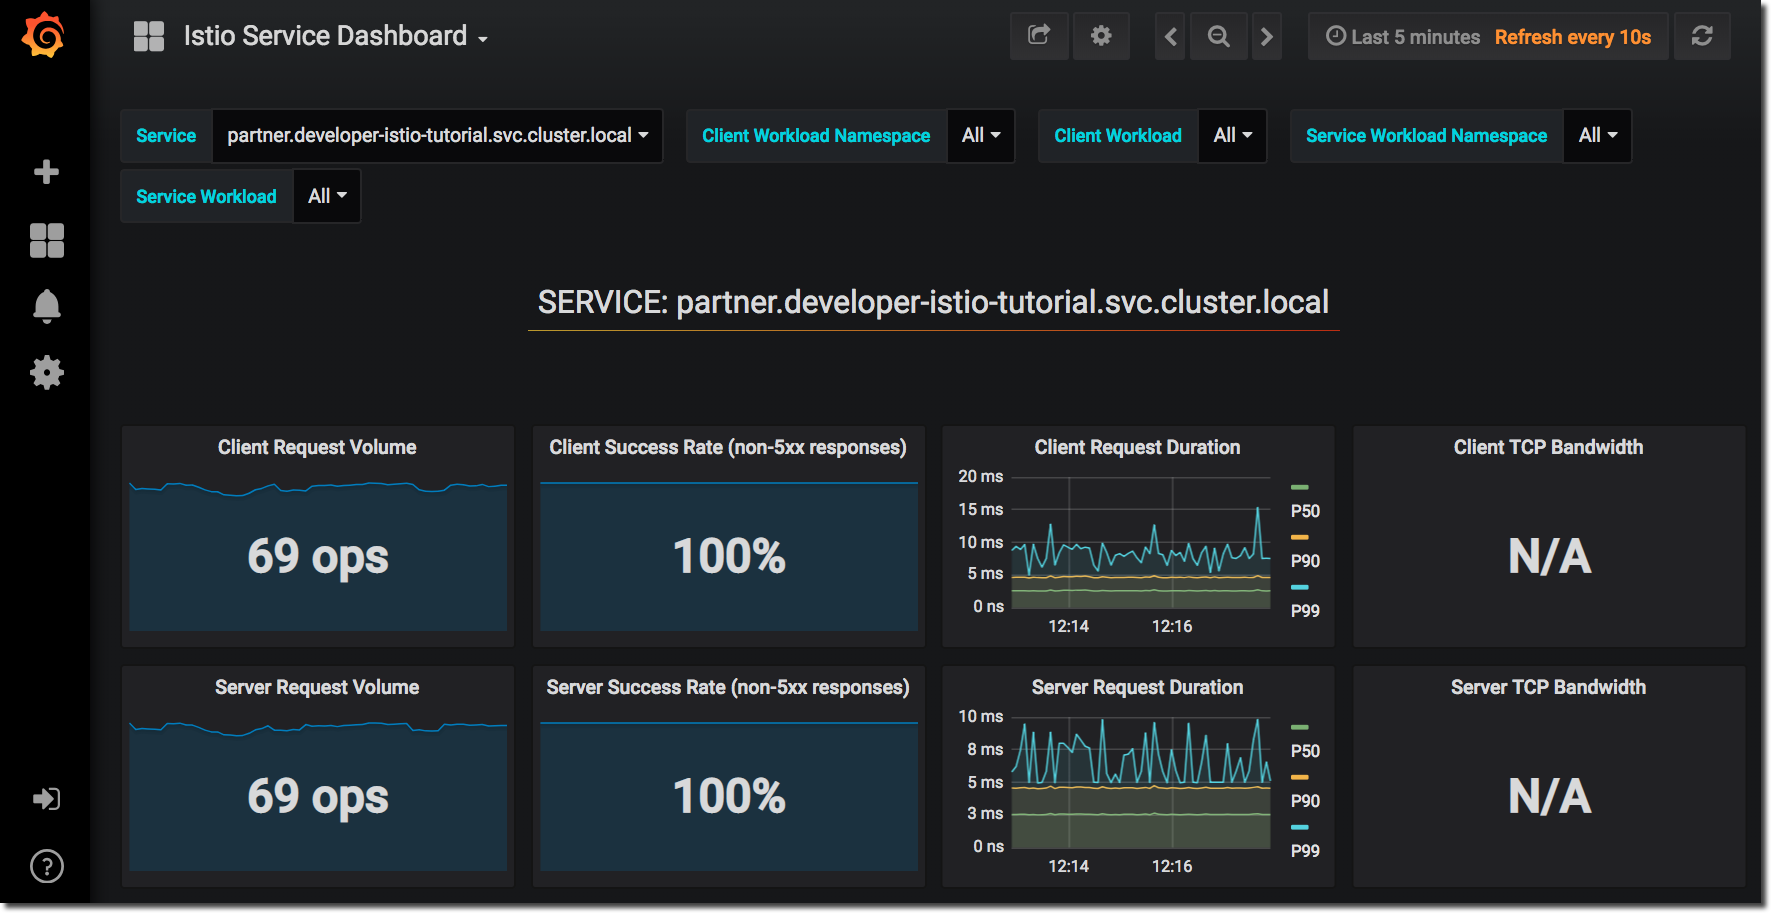 Istio Service Dashboard
Last 5 minutes Refresh every 10s
Service partner.developer-istio-tutorial.svc.cluster.local Client Workload Namespace All Client Workload All Service Workload Namespace All
Service Workload All
SERVICE: partner.developer-istio-tutorial.svc.cluster.local
Client Request Volume
69 ops
Client Success Rate (non-5xx responses)
100%
Client Request Duration
20 ms
15 ms
10 ms
5 ms
0 ns
12:14 12:16
P50
P90
P99
Client TCP Bandwidth
N/A
Server Request Volume
69 ops
Server Success Rate (non-5xx responses)
100%
Server Request Duration
10 ms
8 ms
5 ms
3 ms
0 ns
12:14 12:16
P50
P90
P99
Server TCP Bandwidth
N/A
?